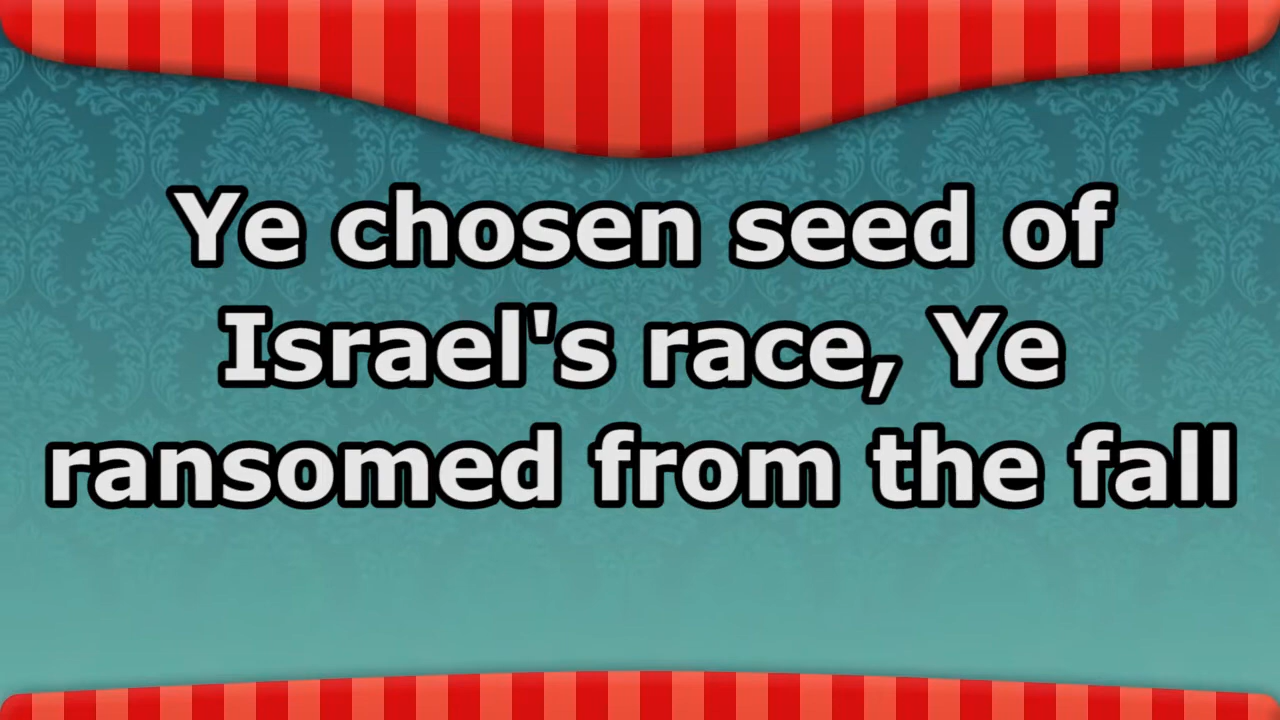 Ye chosen seed of
Israel's race, Ye
ransomed from the fall